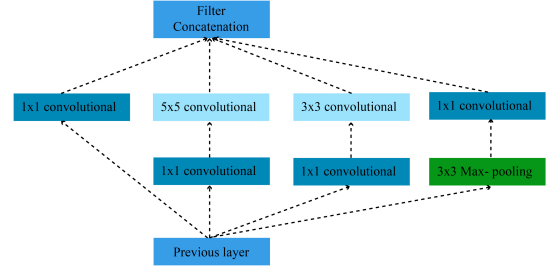 Filter
Concatenation
1x1 convolutional
5x5 convolutional
3x3 convolutional
1x1 convolutional
1x1 convolutional
1x1 convolutional
3x3 Max- pooling
Previous layer